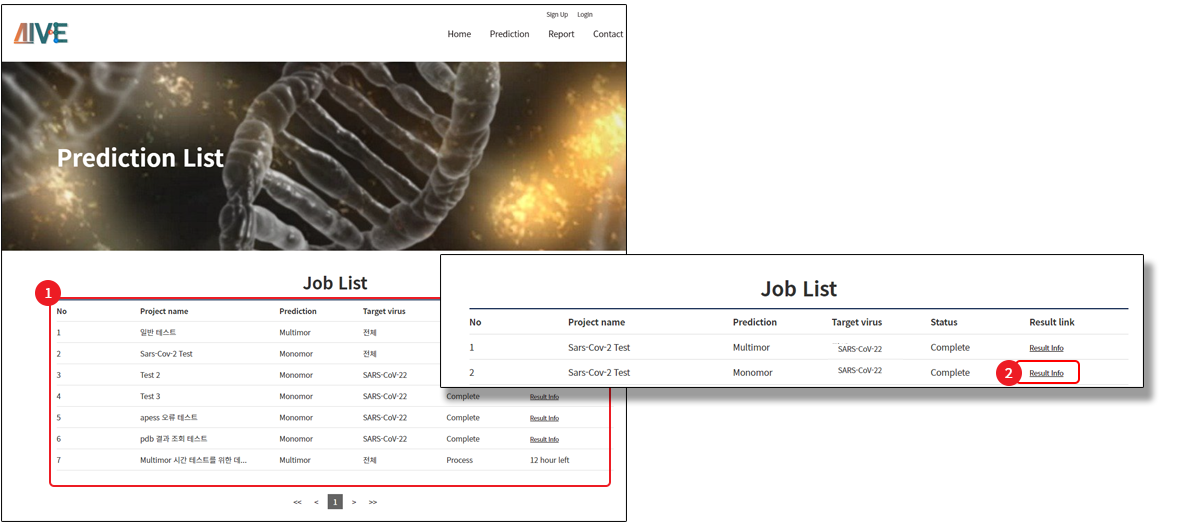 Sign Up Login
AIVE
Home Prediction Report Contact
Prediction List
Job List
1
No Project name Prediction Target virus
1 일반 테스트 Multimor 전체
2 Sars-Cov-2 Test Monomor 전체
3 Test 2 Monomor SARS-CoV-22
4 Test 3 Monomor SARS-CoV-22 Complete Result Info
5 apess 오류 테스트 Monomor SARS-CoV-22 Complete Result Info
6 pdb 결과 조회 테스트 Monomor SARS-CoV-22 Complete Result Info
7 Multimor 시간 테스트를 위한 데... Multimor 전체 Process 12 hour left
<< < 1 > >>
Job List
No Project name Prediction Target virus Status Result link
1 Sars-Cov-2 Test Multimor SARS-CoV-22 Complete Result Info
2 Sars-Cov-2 Test Monomor SARS-CoV-22 Complete 2 Result Info